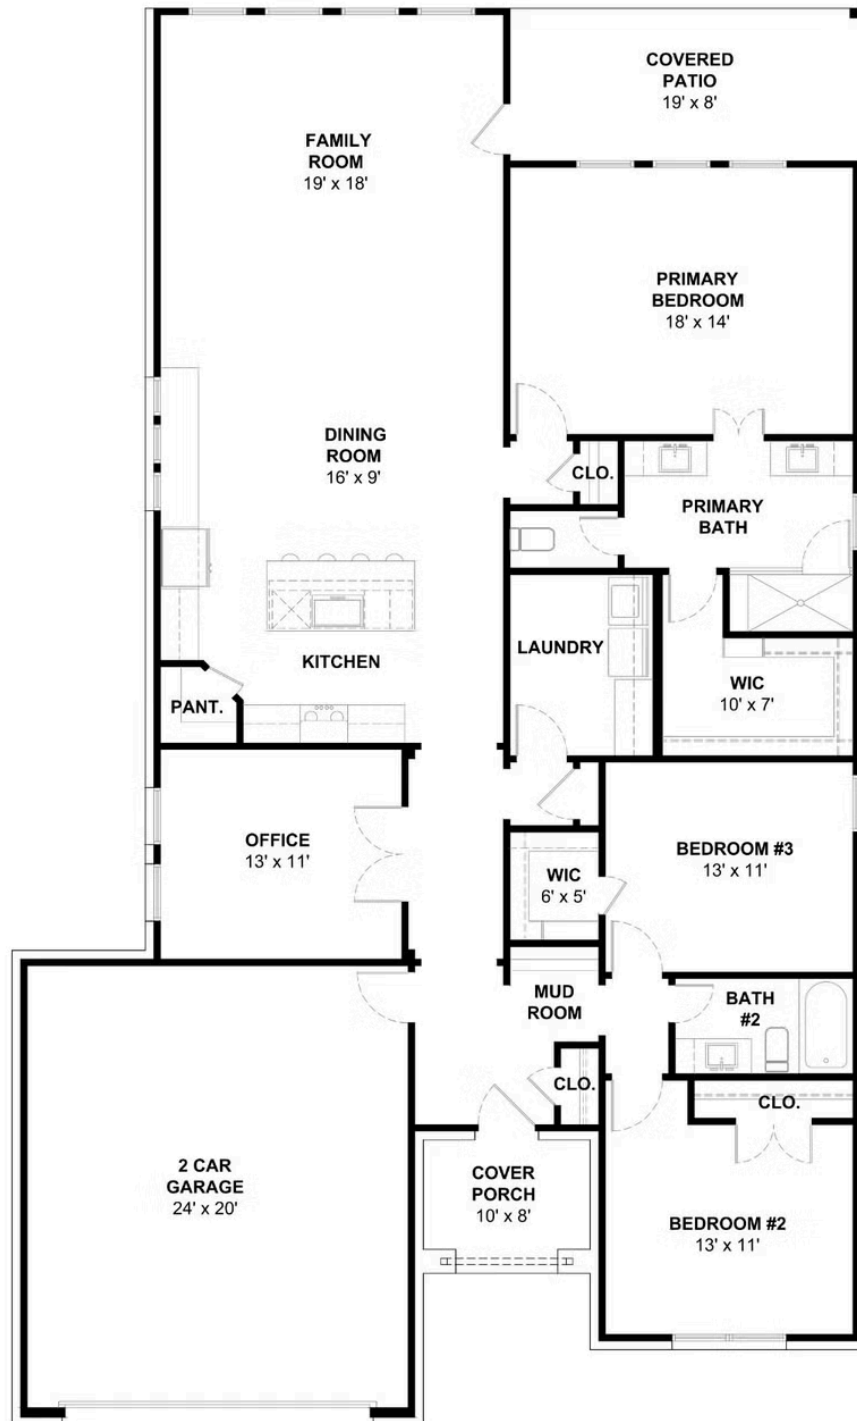 COVERED
PATIO
19' x 8'
FAMILY
ROOM
19' x 18'
PRIMARY
BEDROOM
18' x 14'
DINING
ROOM
16' x 9'
CLO.
PRIMARY
BATH
KITCHEN
LAUNDRY
WIC
10' x 7'
PANT.
OFFICE
13' x 11'
BEDROOM #3
13' x 11'
WIC
6' x 5'
MUD
ROOM
BATH
#2
CLO.
CLO.
2 CAR
GARAGE
24' x 20'
COVER
PORCH
10' x 8'
BEDROOM #2
13' x 11'